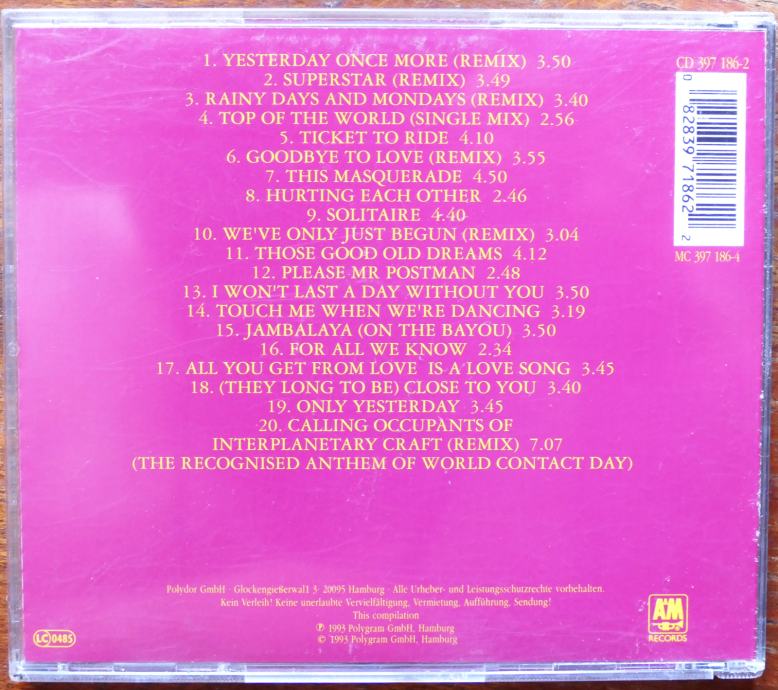 1. YESTERDAY ONCE MORE (REMIX) 3.50
2. SUPERSTAR (REMIX) 3.49
3. RAINY DAYS AND MONDAYS (REMIX) 3.40
4. TOP OF THE WORLD (SINGLE MIX) 2.56
5. TICKET TO RIDE 4.10
6. GOODBYE TO LOVE (REMIX) 3.55
7. THIS MASQUERADE 4.50
8. HURTING EACH OTHER 2.46
9. SOLITAIRE 4.40
10. WE'VE ONLY JUST BEGUN (REMIX) 3.04
11. THOSE GOOD OLD DREAMS 4.12
12. PLEASE MR POSTMAN 2.48
13. I WON'T LAST A DAY WITHOUT YOU 3.50
14. TOUCH ME WHEN WE'RE DANCING 3.19
15. JAMBALAYA (ON THE BAYOU) 3.50
16. FOR ALL WE KNOW 2.34
17. ALL YOU GET FROM LOVE IS A LOVE SONG 3.45
18. (THEY LONG TO BE) CLOSE TO YOU 3.40
19. ONLY YESTERDAY 3.45
20. CALLING OCCUPANTS OF
INTERPLANETARY CRAFT (REMIX) 7.07
(THE RECOGNISED ANTHEM OF WORLD CONTACT DAY)
CD 397 186-2
0 82839 71862 2
MC 397 186-4
Polydor GmbH · Glockengießerwall 3 · 20095 Hamburg · Alle Urheber- und Leistungsschutzrechte vorbehalten.
Kein Verleih! Keine unerlaubte Vervielfältigung, Vermietung, Aufführung, Sendung!
This compilation
℗ 1993 Polygram GmbH, Hamburg
© 1993 Polygram GmbH, Hamburg
LC 0485
A&M
RECORDS